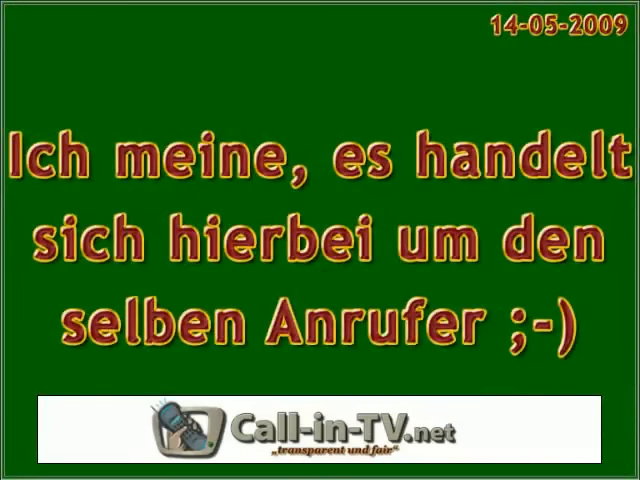 14-05-2009
Ich meine, es handelt
sich hierbei um den
selben Anrufer ;-)
Call-in-TV.net
„transparent und fair“